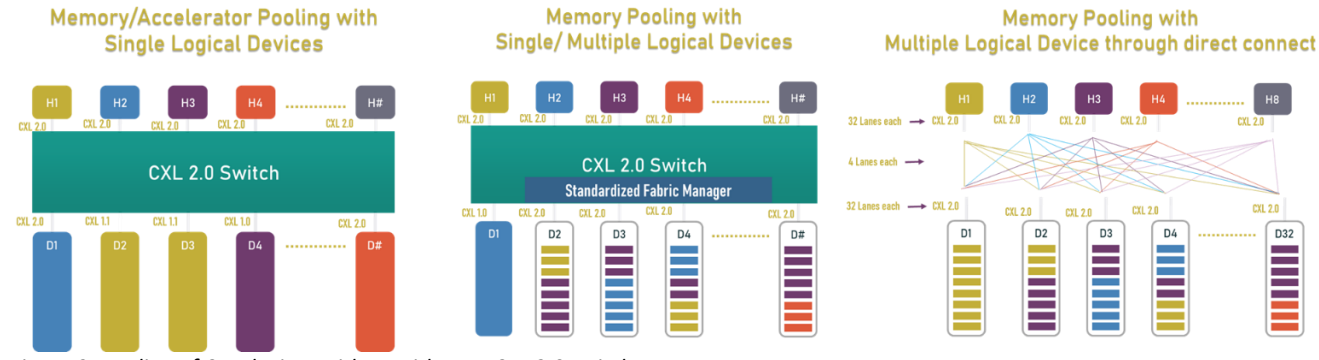 Memory/Accelerator Pooling with
Single Logical Devices
H1 H2 H3 H4 H#
CXL 2.0 CXL 2.0 CXL 2.0 CXL 2.0 CXL 2.0
CXL 2.0 Switch
CXL 2.0 CXL 1.1 CXL 1.1 CXL 1.0 CXL 2.0
D1 D2 D3 D4 D#
Memory Pooling with
Single/ Multiple Logical Devices
H1 H2 H3 H4 H#
CXL 2.0 CXL 2.0 CXL 2.0 CXL 2.0 CXL 2.0
CXL 2.0 Switch
Standardized Fabric Manager
CXL 1.0 CXL 2.0 CXL 2.0 CXL 2.0 CXL 2.0
D1 D2 D3 D4 D#
Memory Pooling with
Multiple Logical Device through direct connect
H1 H2 H3 H4 H8
32 Lanes each CXL 2.0 CXL 2.0 CXL 2.0 CXL 2.0 CXL 2.0
4 Lanes each
32 Lanes each CXL 2.0 CXL 2.0 CXL 2.0 CXL 2.0 CXL 2.0
D1 D2 D3 D4 D32